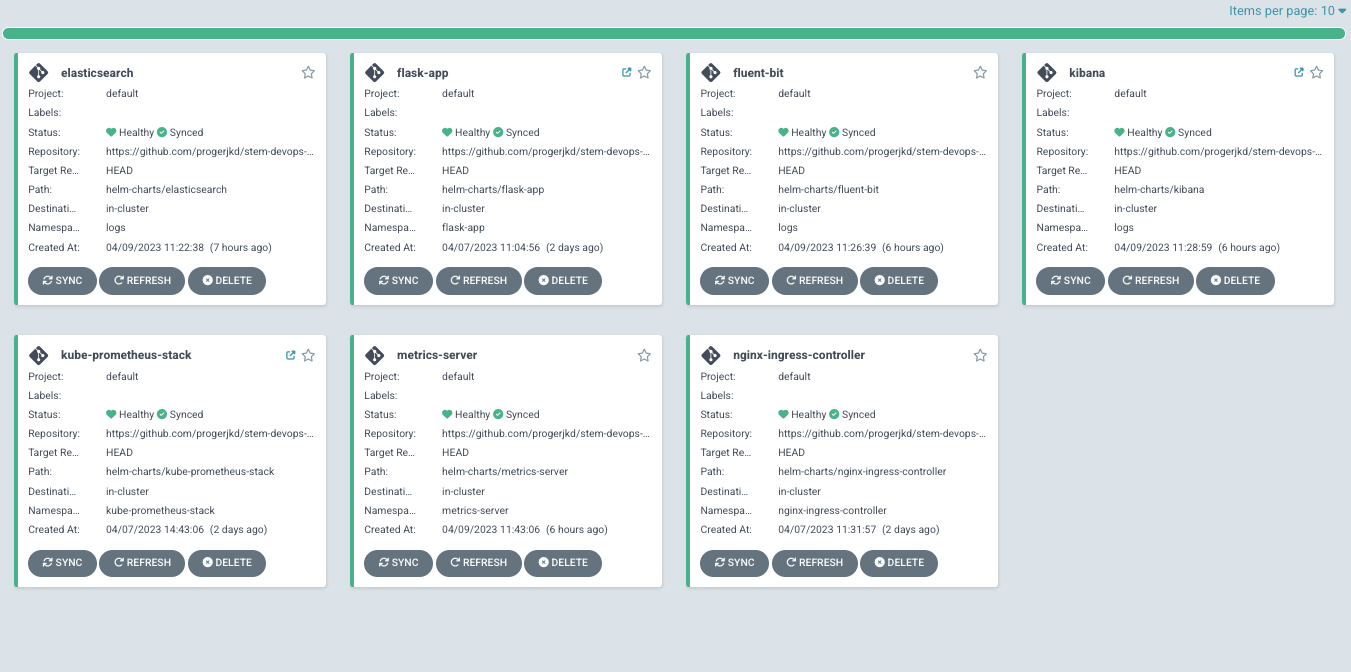 Items per page: 10
elasticsearch
Project: default
Labels:
Status: Healthy Synced
Repository: https://github.com/progerjkd/stem-devops-...
Target Re... HEAD
Path: helm-charts/elasticsearch
Destinati... in-cluster
Namespa... logs
Created At: 04/09/2023 11:22:38 (7 hours ago)
SYNC REFRESH DELETE
flask-app
Project: default
Labels:
Status: Healthy Synced
Repository: https://github.com/progerjkd/stem-devops-...
Target Re... HEAD
Path: helm-charts/flask-app
Destinati... in-cluster
Namespa... flask-app
Created At: 04/07/2023 11:04:56 (2 days ago)
SYNC REFRESH DELETE
fluent-bit
Project: default
Labels:
Status: Healthy Synced
Repository: https://github.com/progerjkd/stem-devops-...
Target Re... HEAD
Path: helm-charts/fluent-bit
Destinati... in-cluster
Namespa... logs
Created At: 04/09/2023 11:26:39 (6 hours ago)
SYNC REFRESH DELETE
kibana
Project: default
Labels:
Status: Healthy Synced
Repository: https://github.com/progerjkd/stem-devops-...
Target Re... HEAD
Path: helm-charts/kibana
Destinati... in-cluster
Namespa... logs
Created At: 04/09/2023 11:28:59 (6 hours ago)
SYNC REFRESH DELETE
kube-prometheus-stack
Project: default
Labels:
Status: Healthy Synced
Repository: https://github.com/progerjkd/stem-devops-...
Target Re... HEAD
Path: helm-charts/kube-prometheus-stack
Destinati... in-cluster
Namespa... kube-prometheus-stack
Created At: 04/07/2023 14:43:06 (2 days ago)
SYNC REFRESH DELETE
metrics-server
Project: default
Labels:
Status: Healthy Synced
Repository: https://github.com/progerjkd/stem-devops-...
Target Re... HEAD
Path: helm-charts/metrics-server
Destinati... in-cluster
Namespa... metrics-server
Created At: 04/09/2023 11:43:06 (6 hours ago)
SYNC REFRESH DELETE
nginx-ingress-controller
Project: default
Labels:
Status: Healthy Synced
Repository: https://github.com/progerjkd/stem-devops-...
Target Re... HEAD
Path: helm-charts/nginx-ingress-controller
Destinati... in-cluster
Namespa... nginx-ingress-controller
Created At: 04/07/2023 11:31:57 (2 days ago)
SYNC REFRESH DELETE